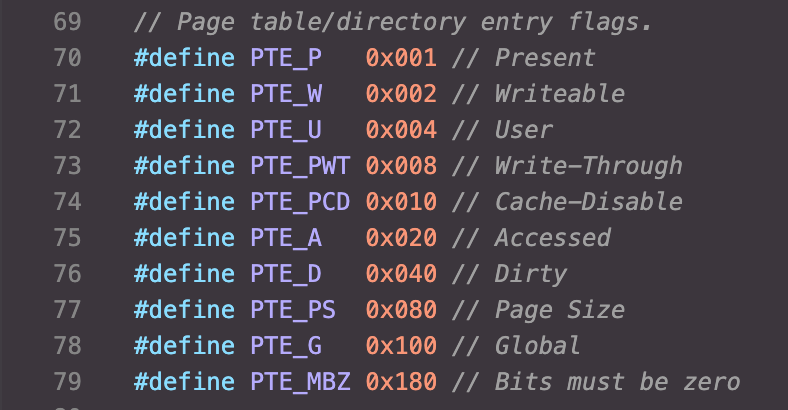 69 // Page table/directory entry flags.
70 #define PTE_P 0x001 // Present
71 #define PTE_W 0x002 // Writeable
72 #define PTE_U 0x004 // User
73 #define PTE_PWT 0x008 // Write-Through
74 #define PTE_PCD 0x010 // Cache-Disable
75 #define PTE_A 0x020 // Accessed
76 #define PTE_D 0x040 // Dirty
77 #define PTE_PS 0x080 // Page Size
78 #define PTE_G 0x100 // Global
79 #define PTE_MBZ 0x180 // Bits must be zero